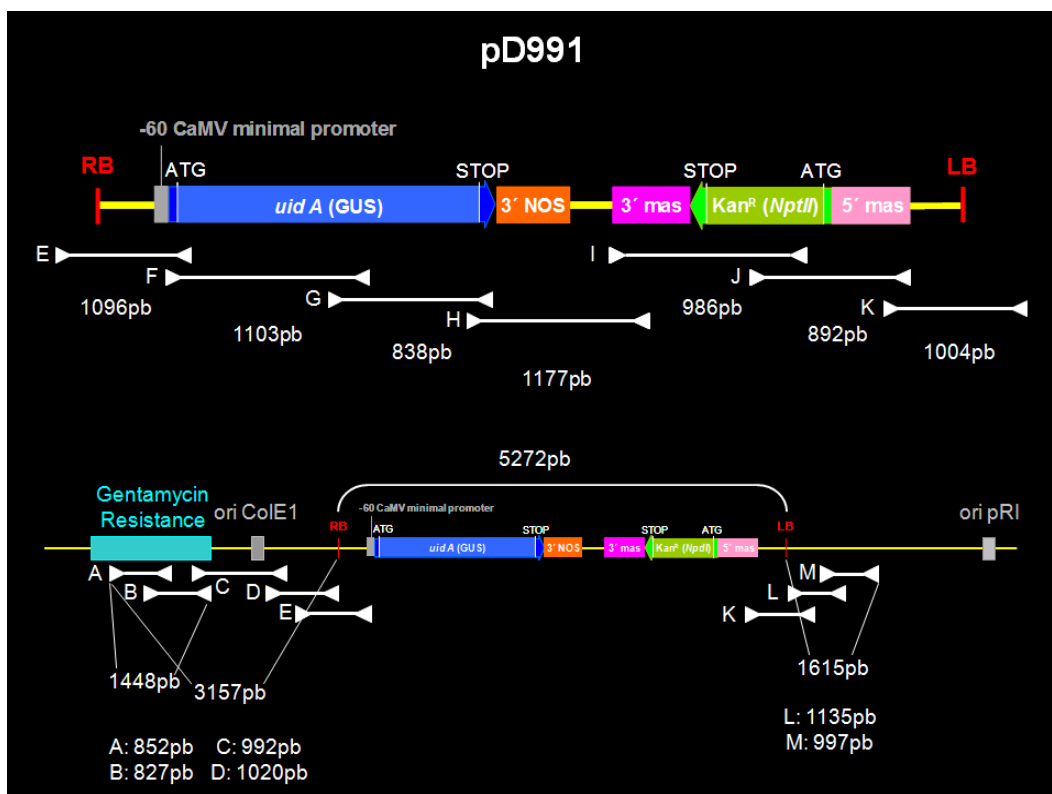 pD991
-60 CaMV minimal promoter
RB
ATG
STOP
STOP
ATG
LB
uid A (GUS)
3´ NOS
3´ mas
Kanᴿ (NptII)
5´ mas
E
F
G
H
I
J
K
1096pb
1103pb
838pb
1177pb
986pb
892pb
1004pb
5272pb
Gentamycin
Resistance
ori ColE1
RB
-60 CaMV minimal promoter
ATG
STOP
STOP
ATG
LB
ori pRI
uid A (GUS)
3´ NOS
3´ mas
Kanᴿ (NptII)
5´ mas
A
B
C
D
E
K
L
M
1448pb
3157pb
1615pb
A: 852pb C: 992pb
B: 827pb D: 1020pb
L: 1135pb
M: 997pb